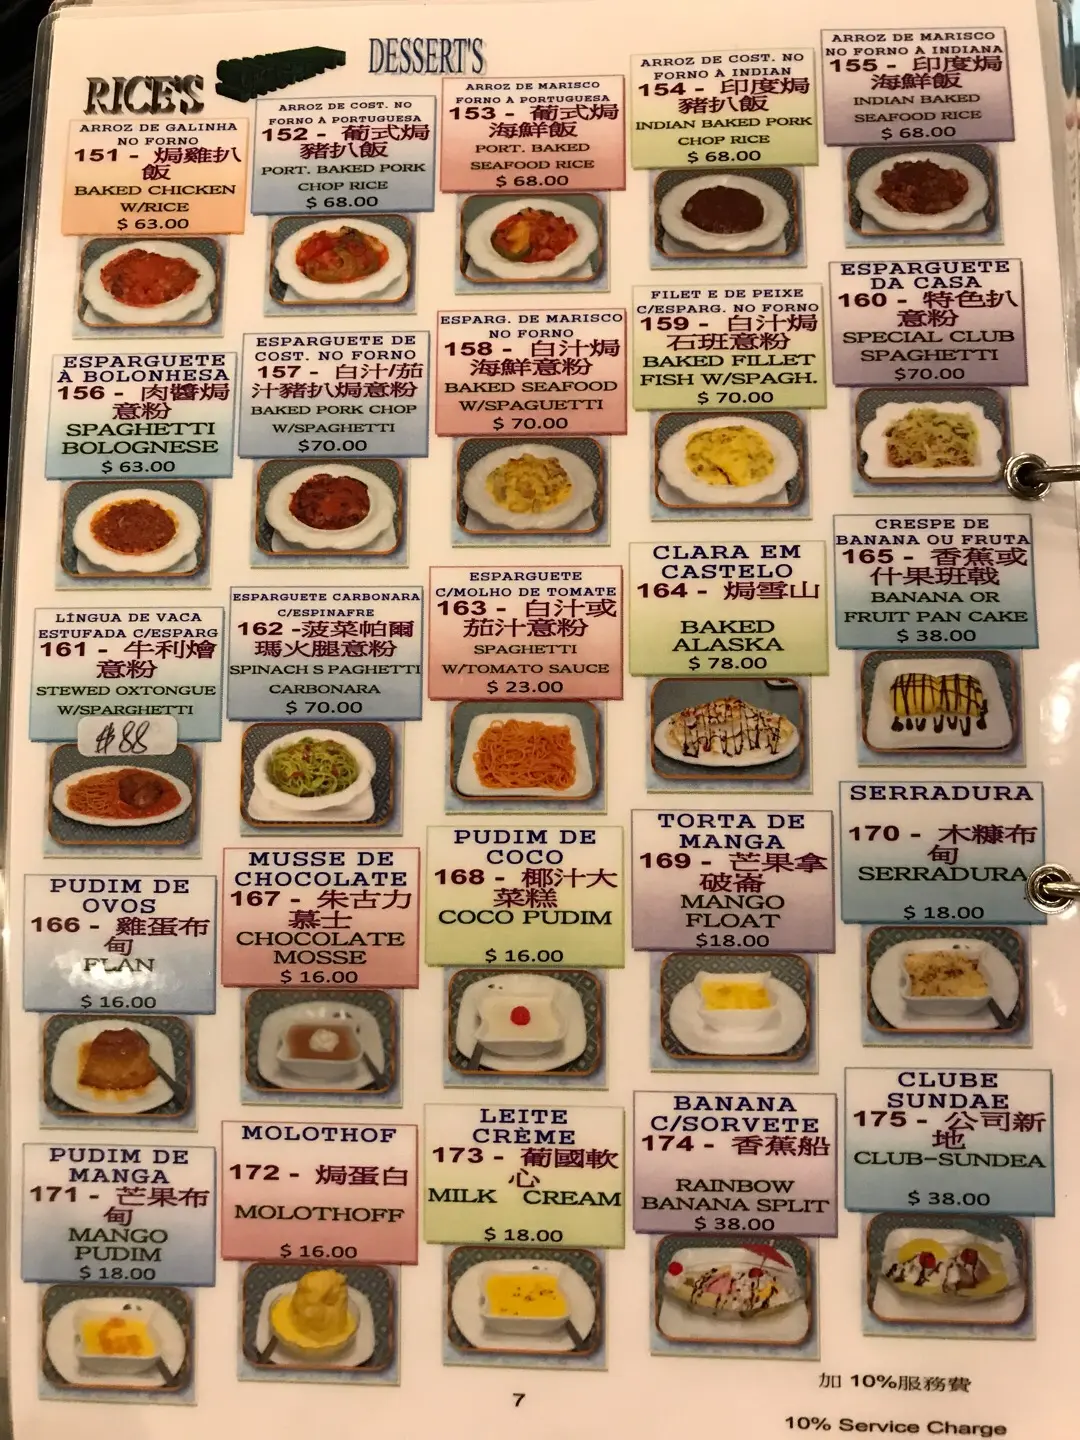 RICE'S
SPAGHETTI
DESSERT'S
ARROZ DE GALINHA
NO FORNO
151 - 焗雞扒
飯
BAKED CHICKEN
W/RICE
$ 63.00
ARROZ DE COST. NO
FORNO À PORTUGUESA
152 - 葡式焗
豬扒飯
PORT. BAKED PORK
CHOP RICE
$ 68.00
ARROZ DE MARISCO
FORNO À PORTUGUESA
153 - 葡式焗
海鮮飯
PORT. BAKED
SEAFOOD RICE
$ 68.00
ARROZ DE COST. NO
FORNO À INDIAN
154 - 印度焗
豬扒飯
INDIAN BAKED PORK
CHOP RICE
$ 68.00
ARROZ DE MARISCO
NO FORNO À INDIANA
155 - 印度焗
海鮮飯
INDIAN BAKED
SEAFOOD RICE
$ 68.00
ESPARGUETE
À BOLONHESA
156 - 肉醬焗
意粉
SPAGHETTI
BOLOGNESE
$ 63.00
ESPARGUETE DE
COST. NO FORNO
157 - 白汁/茄
汁豬扒焗意粉
BAKED PORK CHOP
W/SPAGHETTI
$70.00
ESPARG. DE MARISCO
NO FORNO
158 - 白汁焗
海鮮意粉
BAKED SEAFOOD
W/SPAGUETTI
$ 70.00
FILET E DE PEIXE
C/ESPARG. NO FORNO
159 - 白汁焗
石班意粉
BAKED FILLET
FISH W/SPAGH.
$ 70.00
ESPARGUETE
DA CASA
160 - 特色扒
意粉
SPECIAL CLUB
SPAGHETTI
$70.00
LÍNGUA DE VACA
ESTUFADA C/ESPARG
161 - 牛利燴
意粉
STEWED OXTONGUE
W/SPARGHETTI
$88
ESPARGUETE CARBONARA
C/ESPINAFRE
162 -菠菜帕爾
瑪火腿意粉
SPINACH S PAGHETTI
CARBONARA
$ 70.00
ESPARGUETE
C/MOLHO DE TOMATE
163 - 白汁或
茄汁意粉
SPAGHETTI
W/TOMATO SAUCE
$ 23.00
CLARA EM
CASTELO
164 - 焗雪山
BAKED
ALASKA
$ 78.00
CRESPE DE
BANANA OU FRUTA
165 - 香蕉或
什果班戟
BANANA OR
FRUIT PAN CAKE
$ 38.00
PUDIM DE
OVOS
166 - 雞蛋布
甸
FLAN
$ 16.00
MUSSE DE
CHOCOLATE
167 - 朱古力
慕士
CHOCOLATE
MOSSE
$ 16.00
PUDIM DE
COCO
168 - 椰汁大
菜糕
COCO PUDIM
$ 16.00
TORTA DE
MANGA
169 - 芒果拿
破崙
MANGO
FLOAT
$18.00
SERRADURA
170 - 木糠布
甸
SERRADURA
$ 18.00
PUDIM DE
MANGA
171 - 芒果布
甸
MANGO
PUDIM
$ 18.00
MOLOTHOF
172 - 焗蛋白
MOLOTHOFF
$ 16.00
LEITE
CRÈME
173 - 葡國軟
心
MILK CREAM
$ 18.00
BANANA
C/SORVETE
174 - 香蕉船
RAINBOW
BANANA SPLIT
$ 38.00
CLUBE
SUNDAE
175 - 公司新
地
CLUB-SUNDEA
$ 38.00
7
加 10%服務費
10% Service Charge